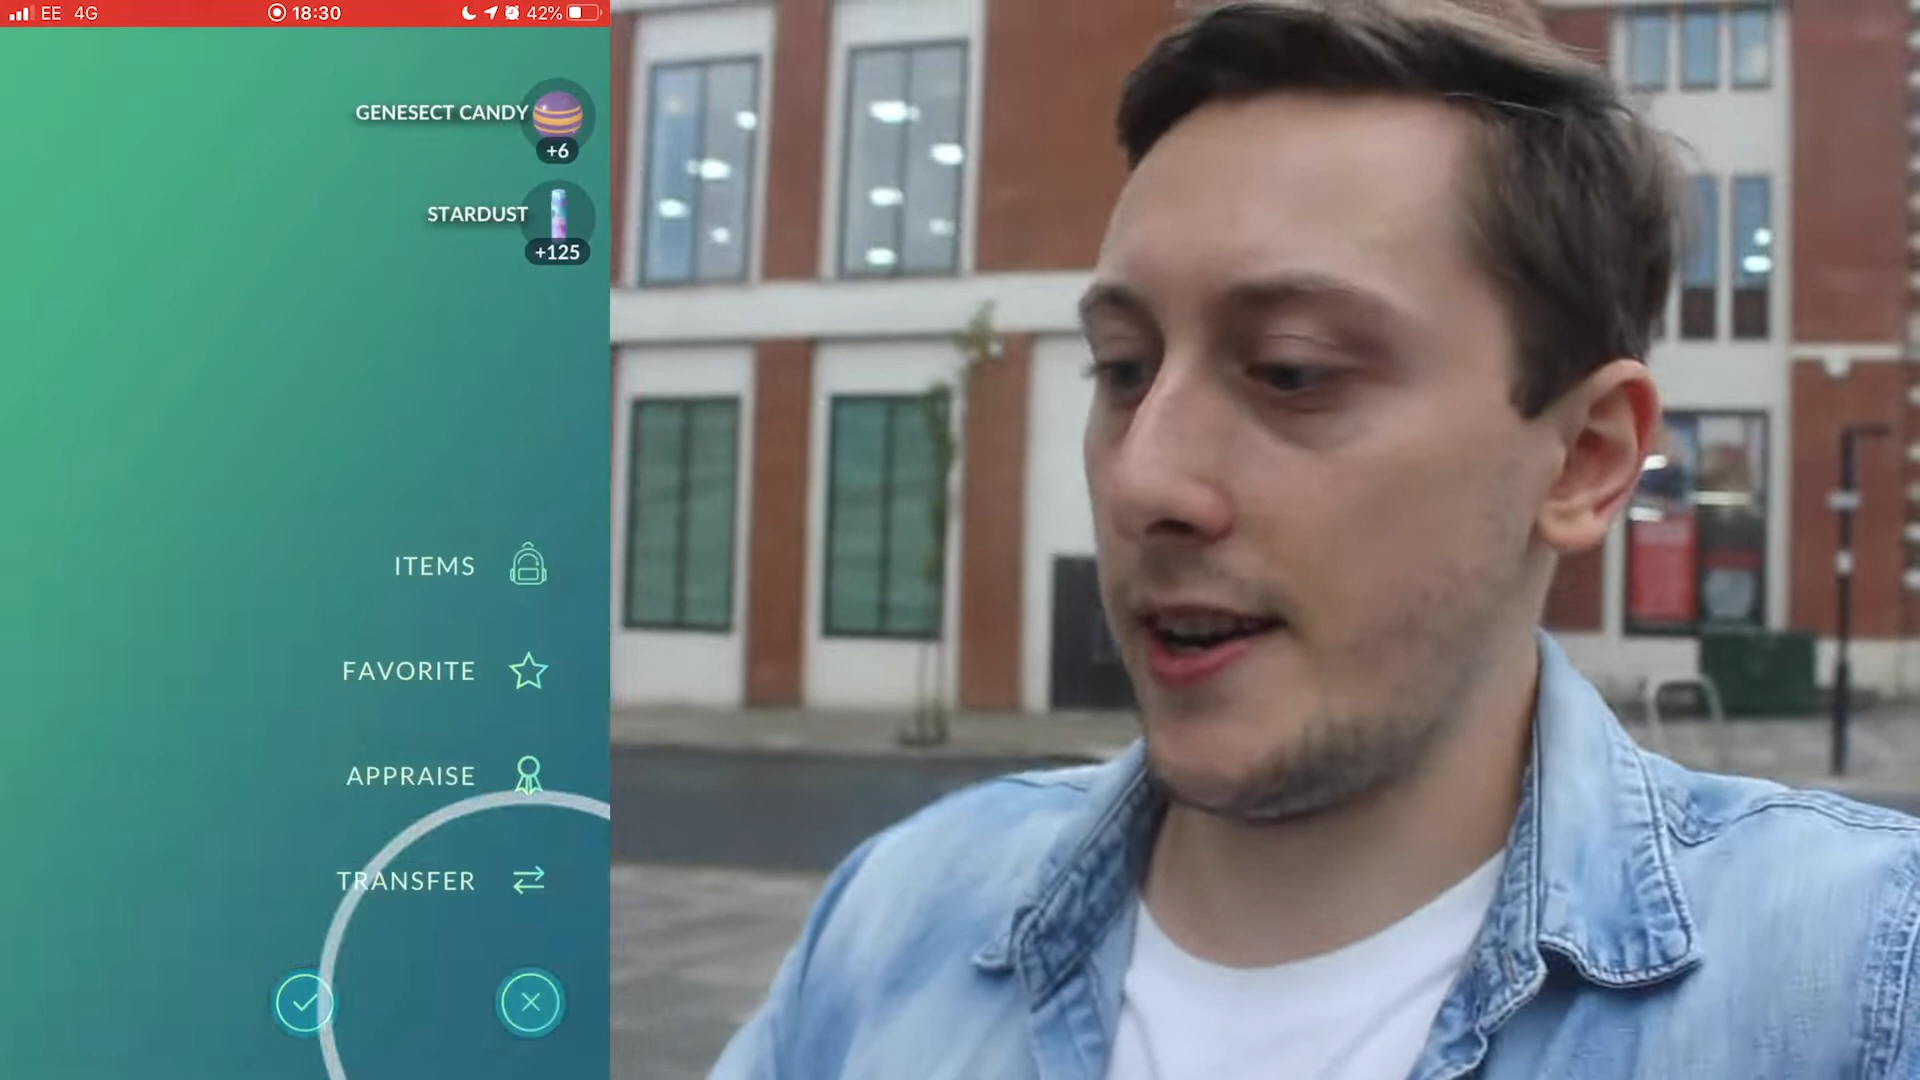 EE 4G 18:30 42%
GENESECT CANDY
+6
STARDUST
+125
ITEMS
FAVORITE
APPRAISE
TRANSFER